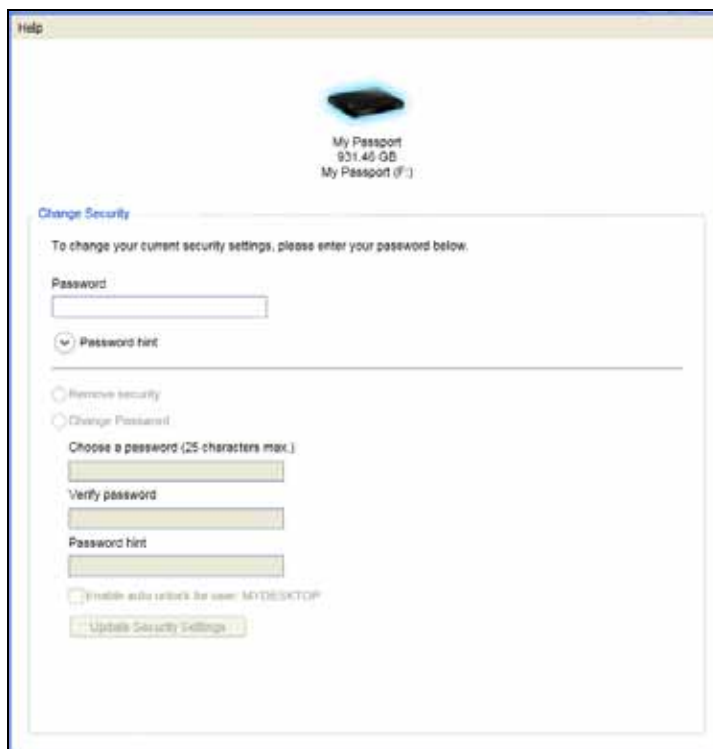 Help
My Passport
931.46 GB
My Passport (F:)
Change Security
To change your current security settings, please enter your password below.
Password
Password hint
Remove security
Change Password
Choose a password (25 characters max.)
Verify password
Password hint
Enable auto unlock for user: MYDESKTOP
Update Security Settings